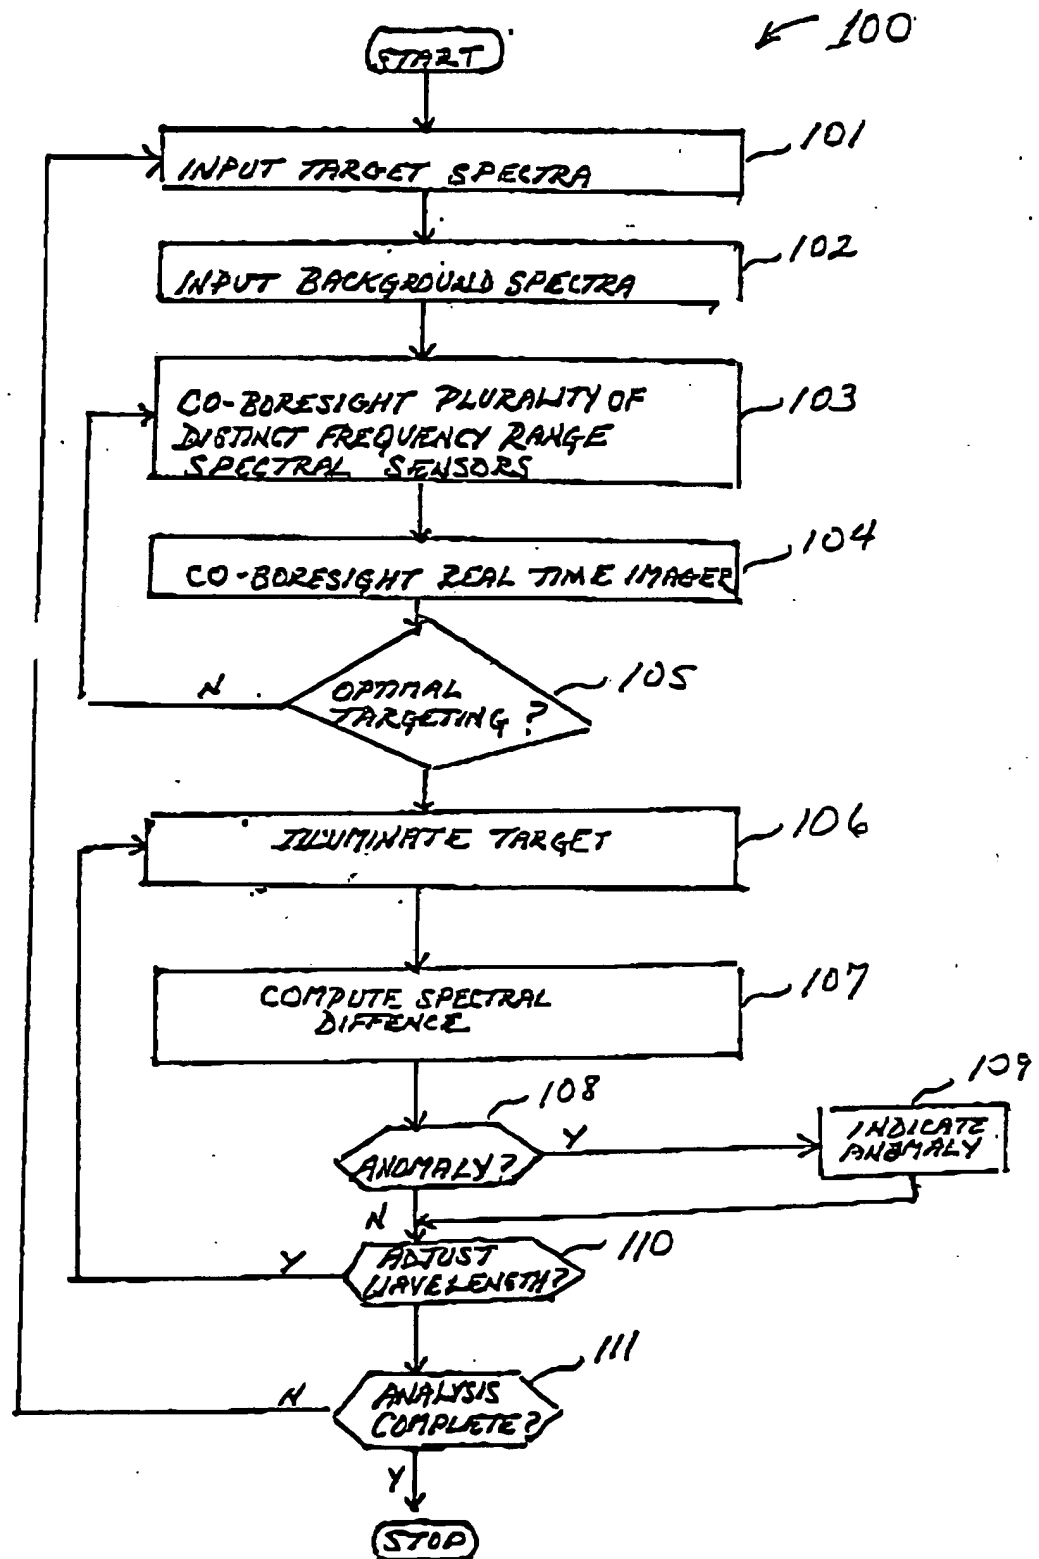 100
START
101
INPUT TARGET SPECTRA
102
INPUT BACKGROUND SPECTRA
103
CO-BORESIGHT PLURALITY OF
DISTINCT FREQUENCY RANGE
SPECTRAL SENSORS
104
CO-BORESIGHT REAL TIME IMAGER
105
N
OPTIMAL
TARGETING?
106
ILLUMINATE TARGET
107
COMPUTE SPECTRAL
DIFFENCE
108
109
ANOMALY?
Y
INDICATE
ANOMALY
N
110
Y
ADJUST
WAVELENGTH?
111
N
ANALYSIS
COMPLETE?
Y
STOP